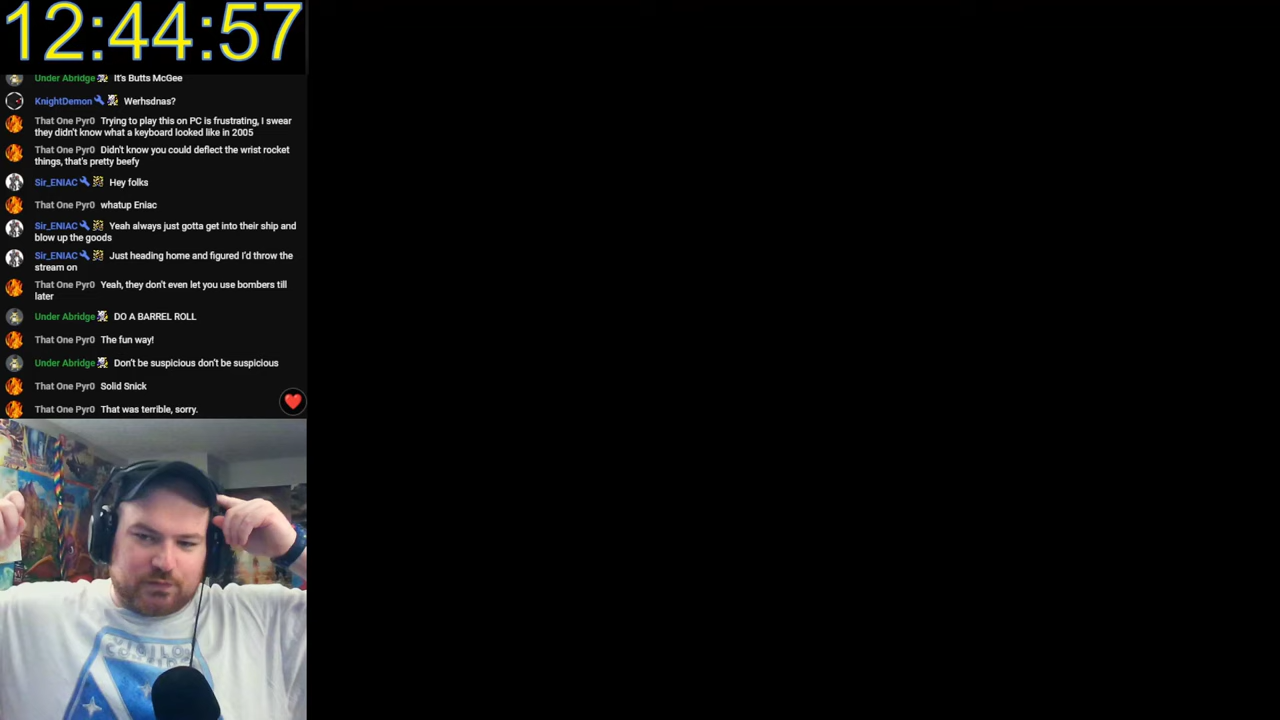 12:44:57
Under Abridge It's Butts McGee
KnightDemon Werhsdnas?
That One Pyr0 Trying to play this on PC is frustrating, I swear
they didn't know what a keyboard looked like in 2005
That One Pyr0 Didn't know you could deflect the wrist rocket
things, that's pretty beefy
Sir_ENIAC Hey folks
That One Pyr0 whatup Eniac
Sir_ENIAC Yeah always just gotta get into their ship and
blow up the goods
Sir_ENIAC Just heading home and figured I'd throw the
stream on
That One Pyr0 Yeah, they don't even let you use bombers till
later
Under Abridge DO A BARREL ROLL
That One Pyr0 The fun way!
Under Abridge Don't be suspicious don't be suspicious
That One Pyr0 Solid Snick
That One Pyr0 That was terrible, sorry.